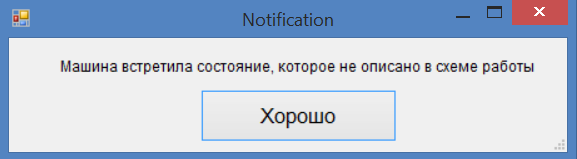 Notification
Машина встретила состояние, которое не описано в схеме работы
Хорошо